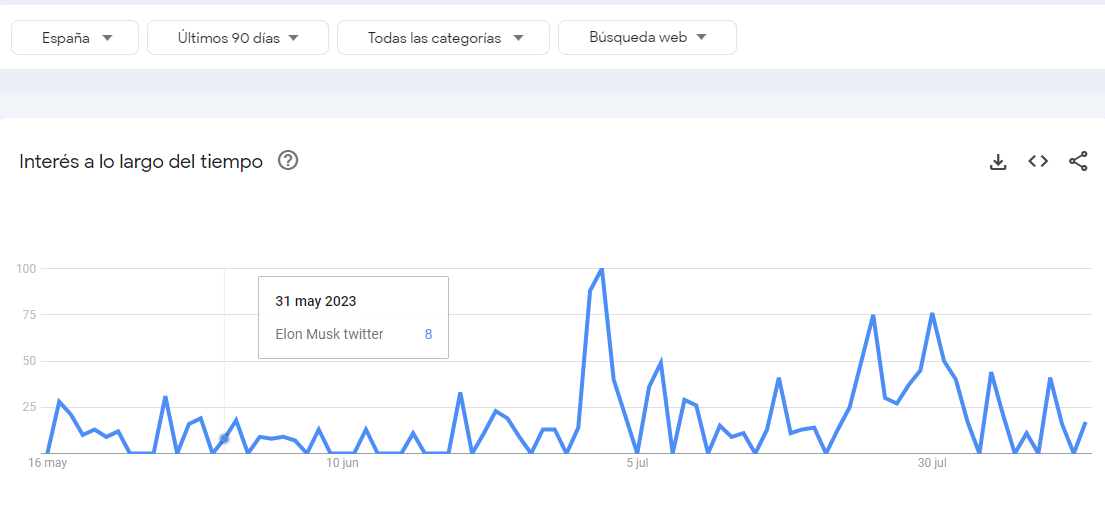 España
Últimos 90 días
Todas las categorías
Búsqueda web
Interés a lo largo del tiempo
?
100
75
50
25
31 may 2023
Elon Musk twitter 8
16 may
10 jun
5 jul
30 jul